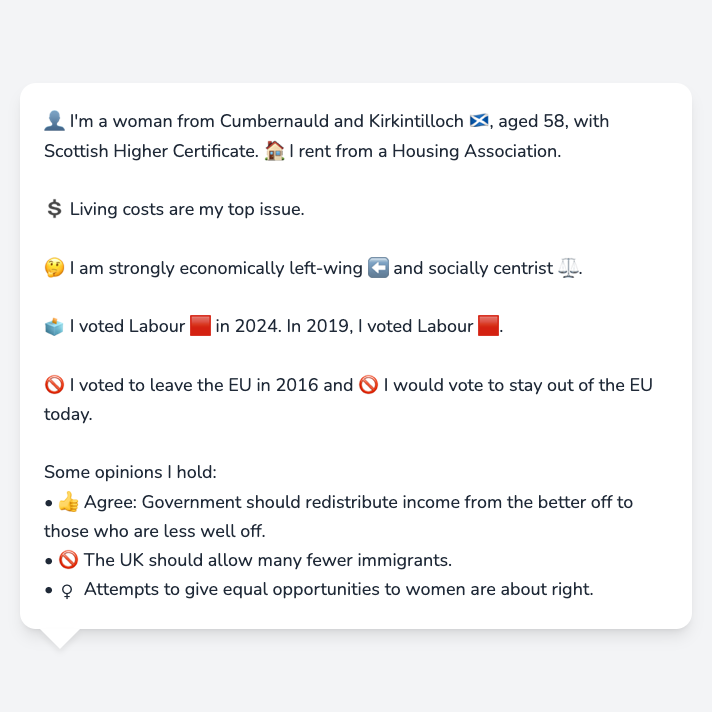 👤 I'm a woman from Cumbernauld and Kirkintilloch 🏴󠁧󠁢󠁳󠁣󠁴󠁿, aged 58, with
Scottish Higher Certificate. 🏠 I rent from a Housing Association.
💲 Living costs are my top issue.
🤔 I am strongly economically left-wing ⬅️ and socially centrist ⚖️.
🗳️ I voted Labour 🟥 in 2024. In 2019, I voted Labour 🟥.
🚫 I voted to leave the EU in 2016 and 🚫 I would vote to stay out of the EU
today.
Some opinions I hold:
• 👍 Agree: Government should redistribute income from the better off to
those who are less well off.
• 🚫 The UK should allow many fewer immigrants.
• ♀ Attempts to give equal opportunities to women are about right.